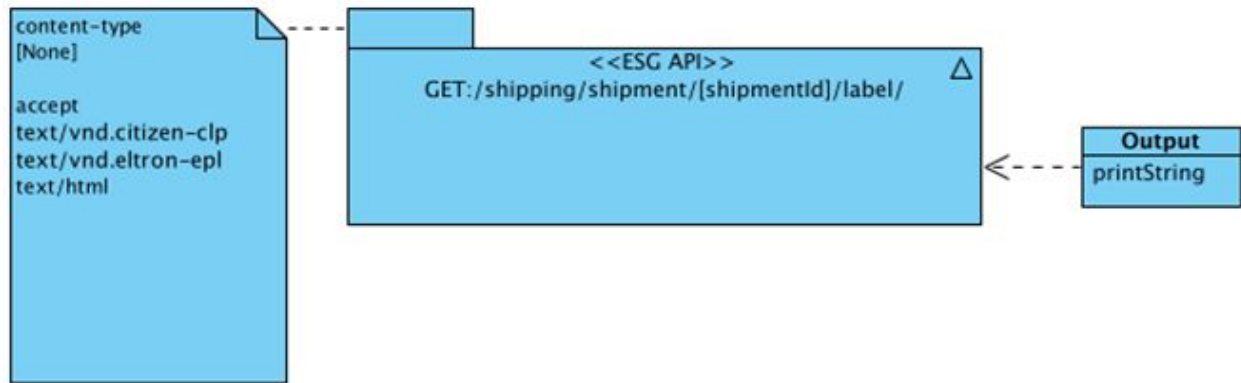 content-type
[None]
accept
text/vnd.citizen-clp
text/vnd.eltron-epl
text/html
<<ESG API>>
GET:/shipping/shipment/[shipmentId]/label/
Output
printString